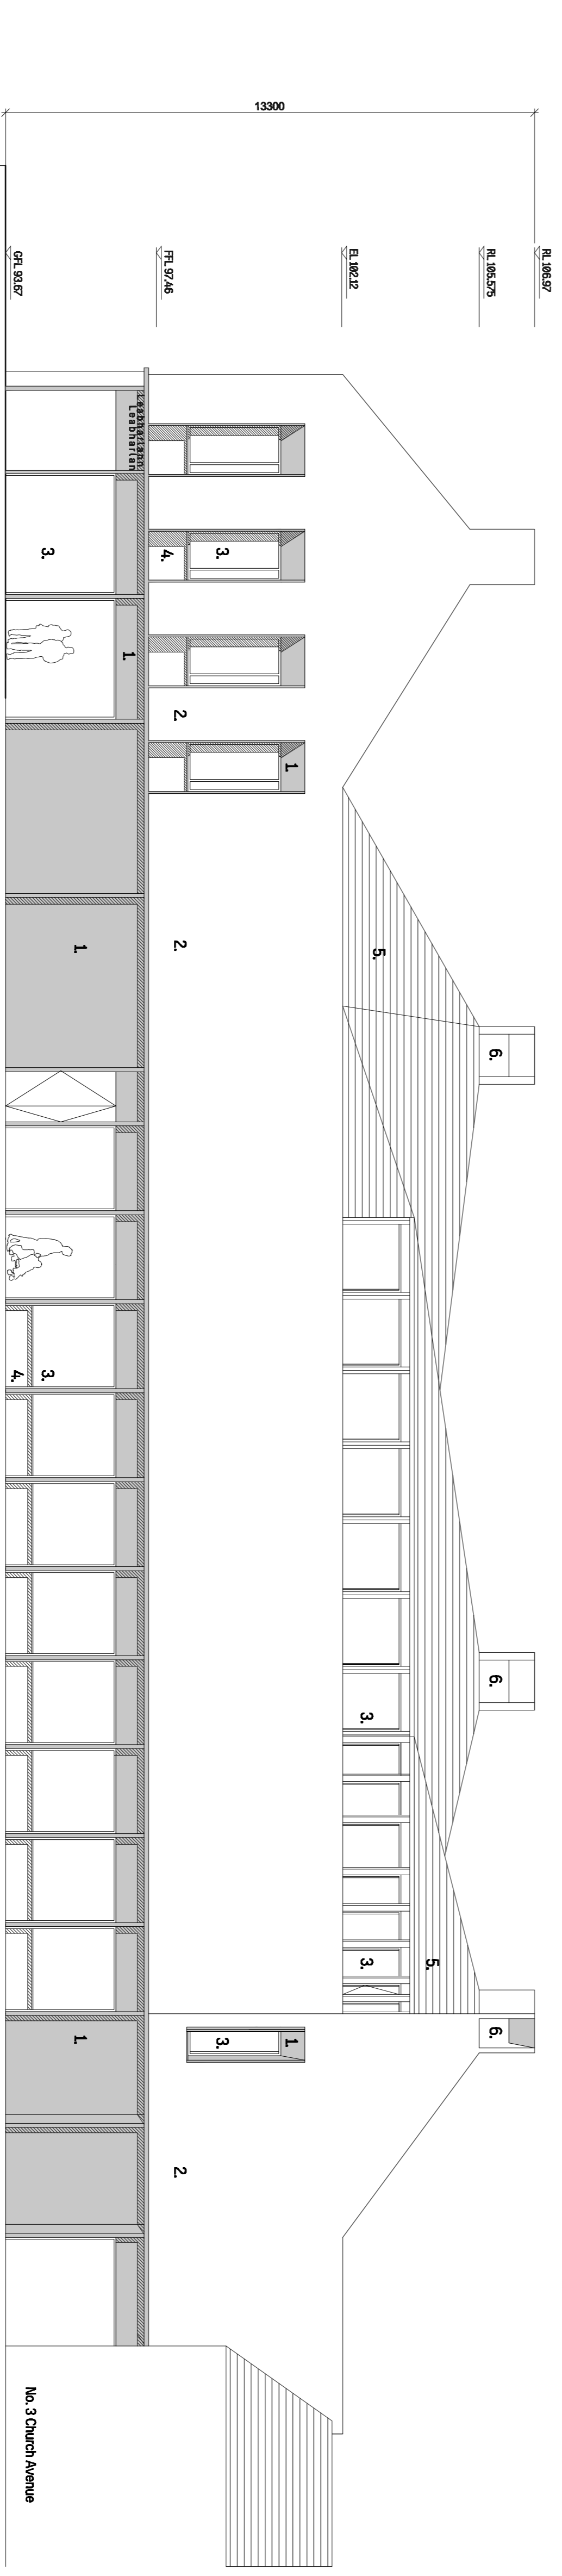 13300
RL 106.97
RL 105.575
6.
6.
6.
5.
5.
EL 102.12
3.
3.
1.
1.
3.
3.
4.
2.
2.
2.
2.
FFL 97.46
Leabharlann
Leabharlan
1.
1.
1.
3.
3.
4.
GFL 93.67
No. 3 Church Avenue